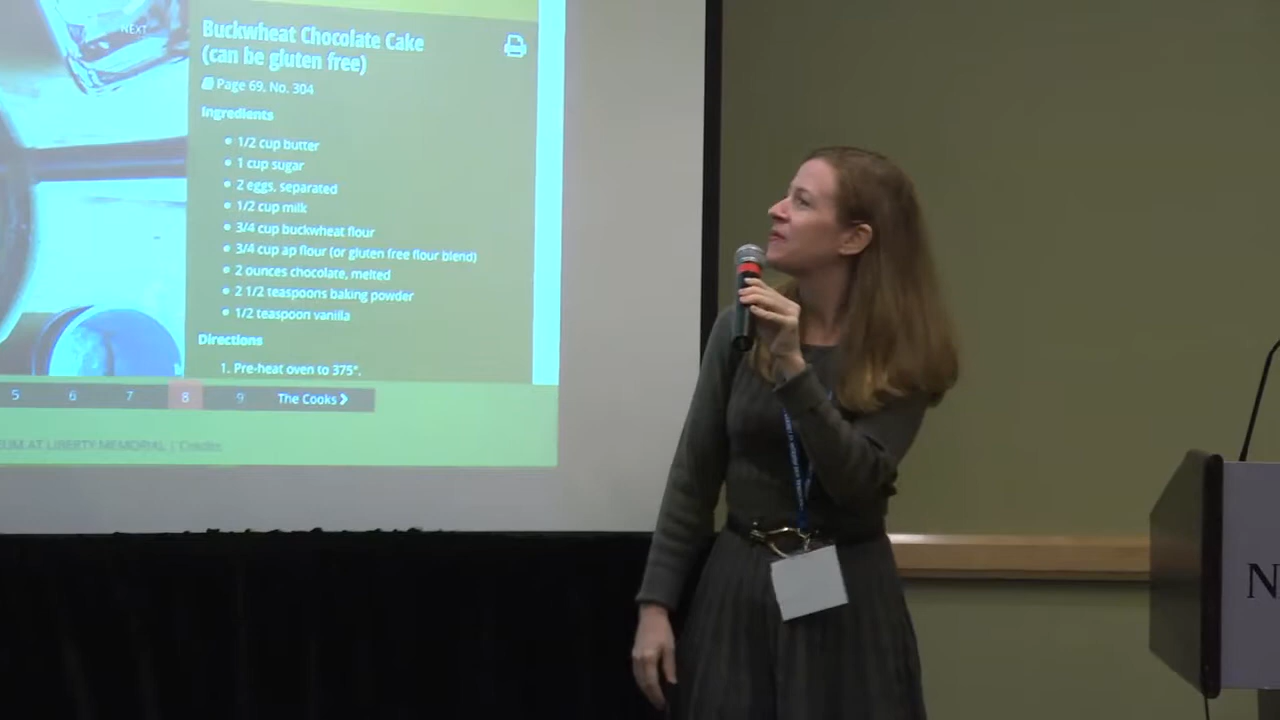 NEXT
Buckwheat Chocolate Cake
(can be gluten free)
Page 69, No. 304
Ingredients
1/2 cup butter
1 cup sugar
2 eggs, separated
1/2 cup milk
3/4 cup buckwheat flour
3/4 cup ap flour (or gluten free flour blend)
2 ounces chocolate, melted
2 1/2 teaspoons baking powder
1/2 teaspoon vanilla
Directions
1. Pre-heat oven to 375°.
5 6 7 8 9 The Cooks
UM AT LIBERTY MEMORIAL | Credits
N